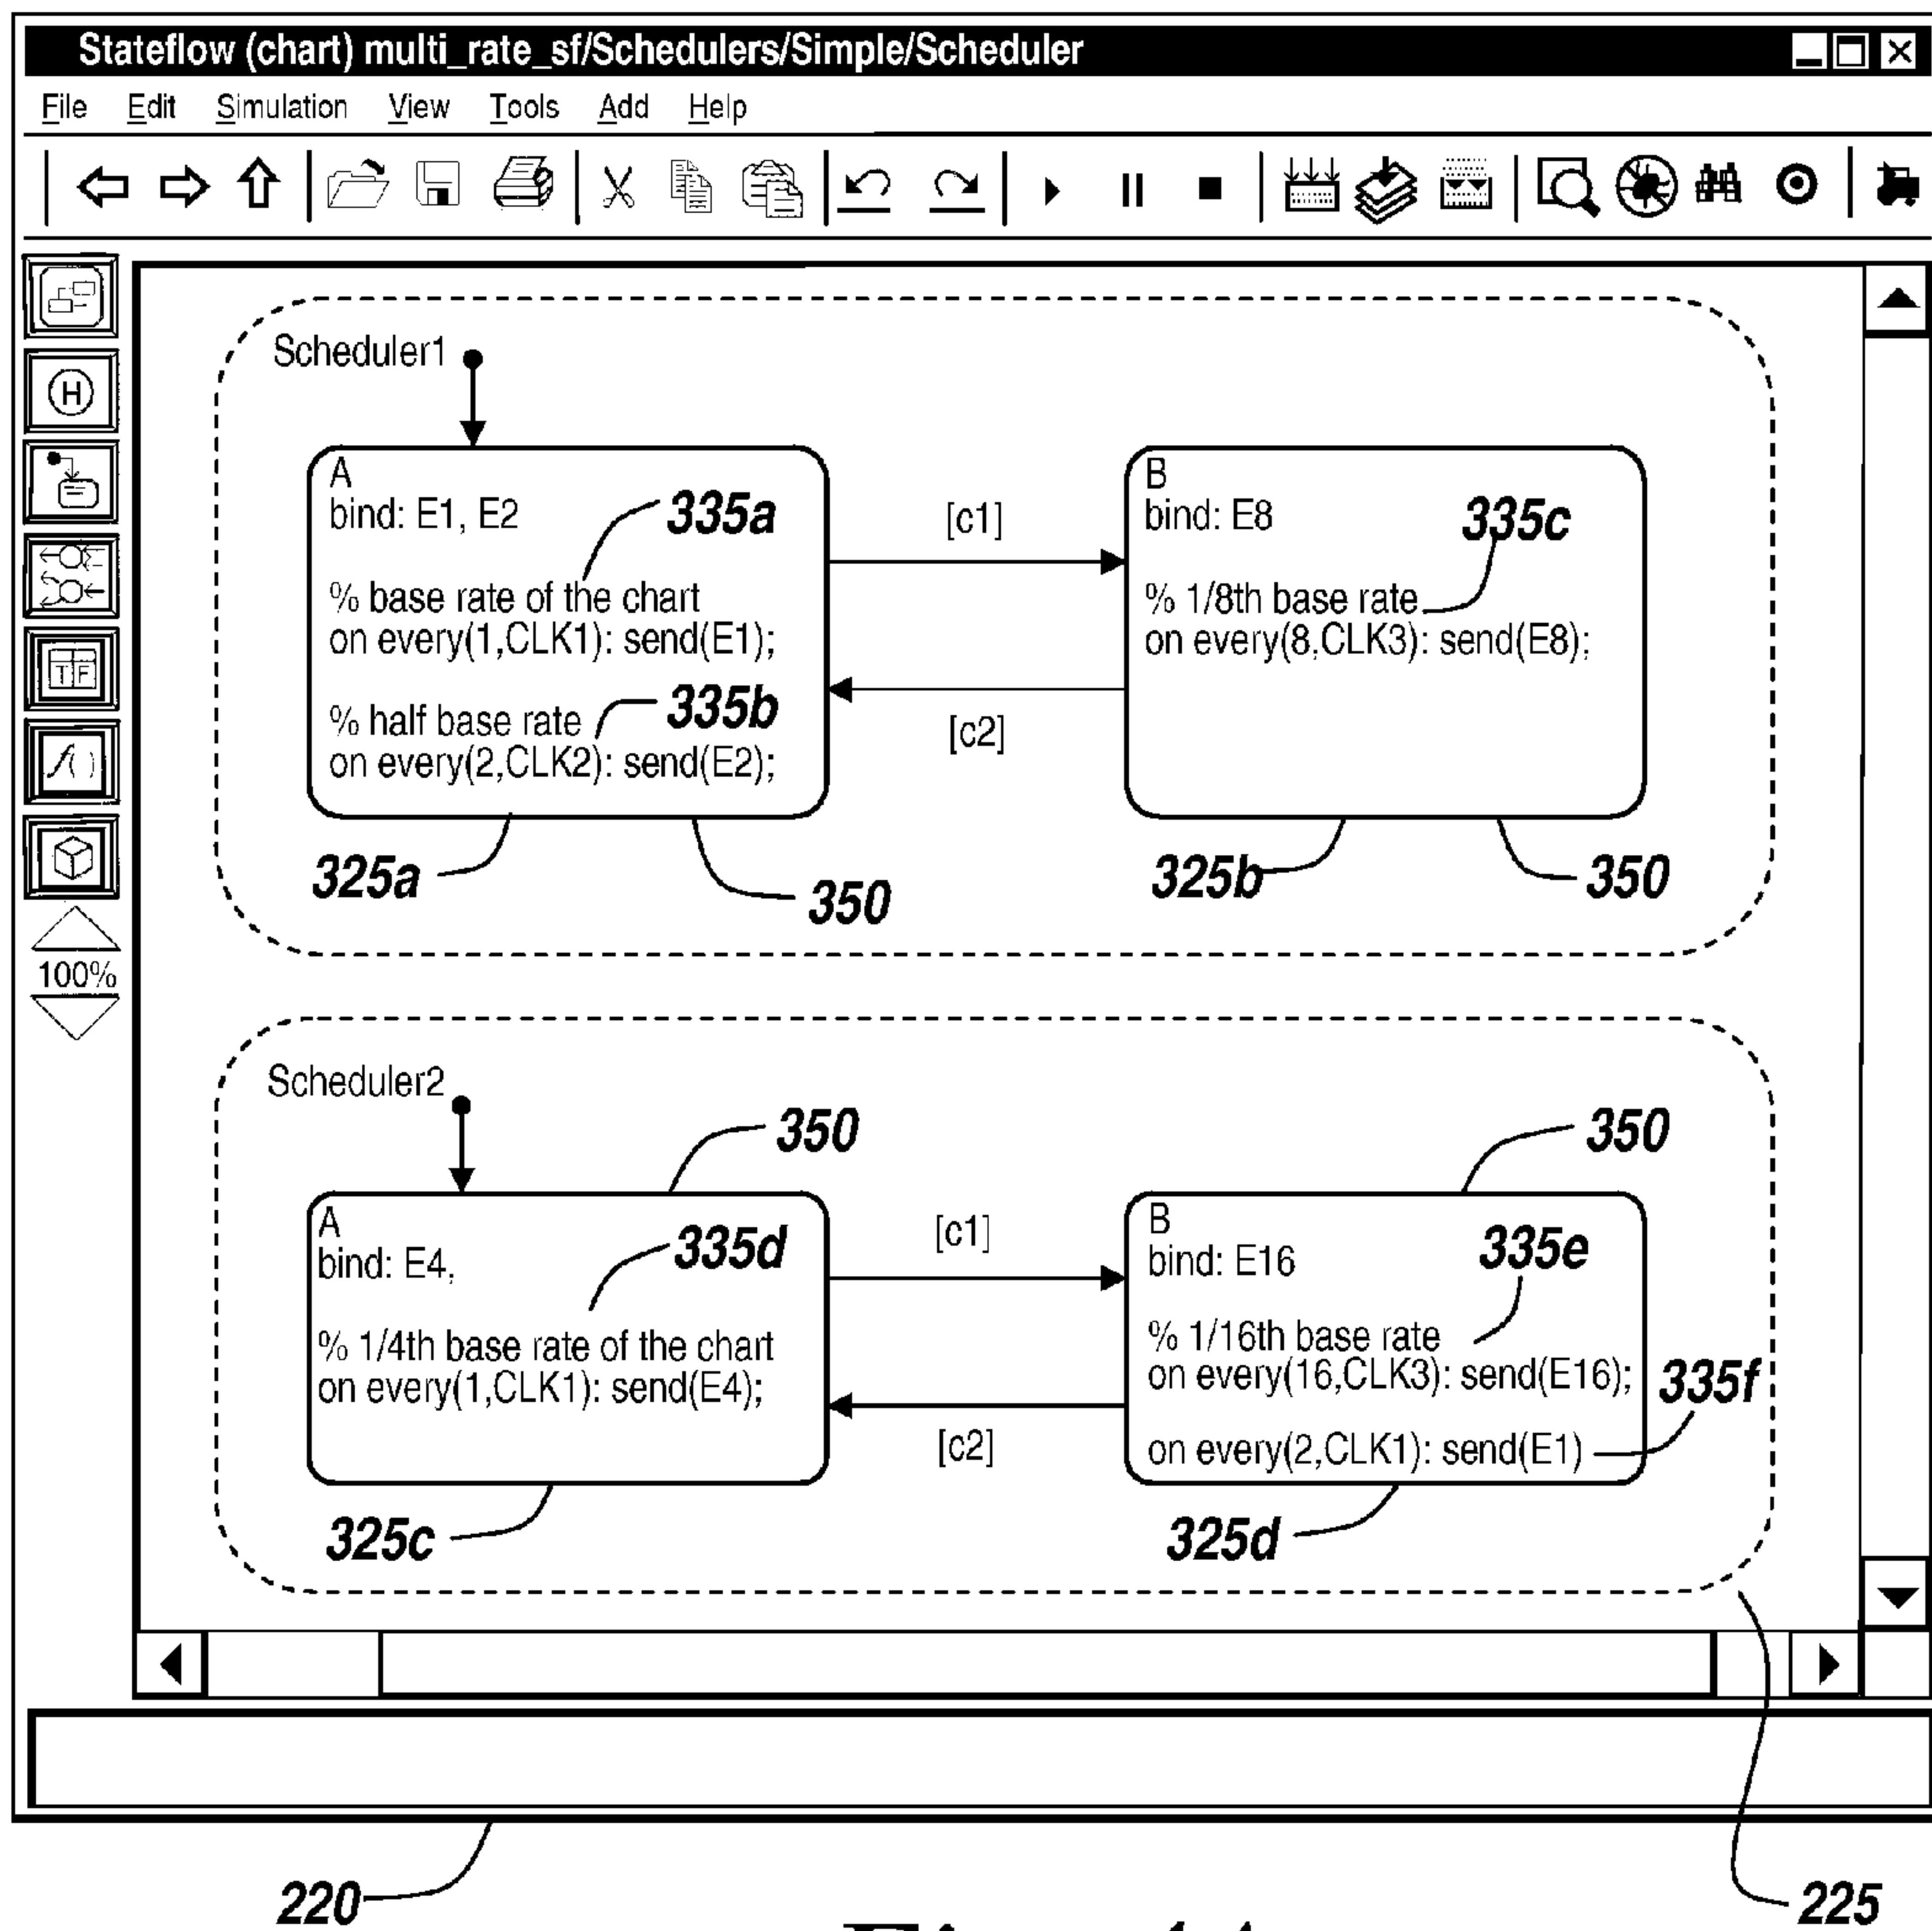 Stateflow (chart) multi_rate_sf/Schedulers/Simple/Scheduler
File Edit Simulation View Tools Add Help
H
T F
f( )
100%
Scheduler1
A
bind: E1, E2
335a
% base rate of the chart
on every(1,CLK1): send(E1);
% half base rate
335b
on every(2,CLK2): send(E2);
[c1]
[c2]
B
bind: E8
335c
% 1/8th base rate
on every(8,CLK3): send(E8);
325a
350
325b
350
Scheduler2
350
350
A
bind: E4,
335d
% 1/4th base rate of the chart
on every(1,CLK1): send(E4);
[c1]
[c2]
B
bind: E16
335e
% 1/16th base rate
on every(16,CLK3): send(E16);
335f
on every(2,CLK1): send(E1)
325c
325d
220
225